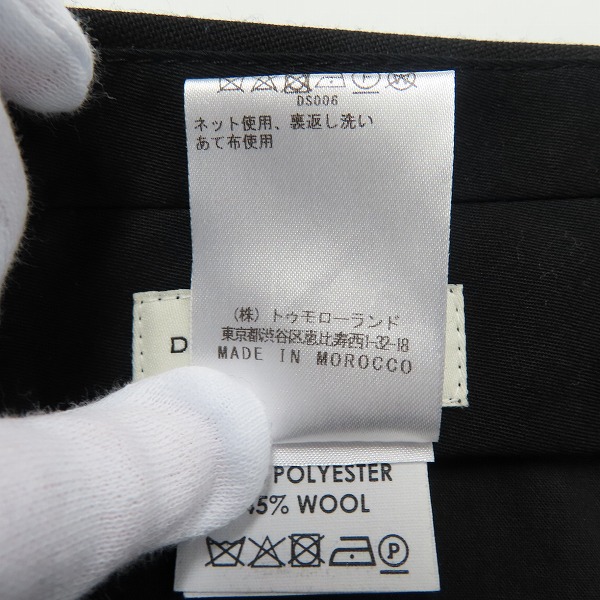 DS006
ネット使用、裏返し洗い
あて布使用
(株) トゥモローランド
東京都渋谷区恵比寿西1-32-18
MADE IN MOROCCO
D
POLYESTER
45% WOOL
P